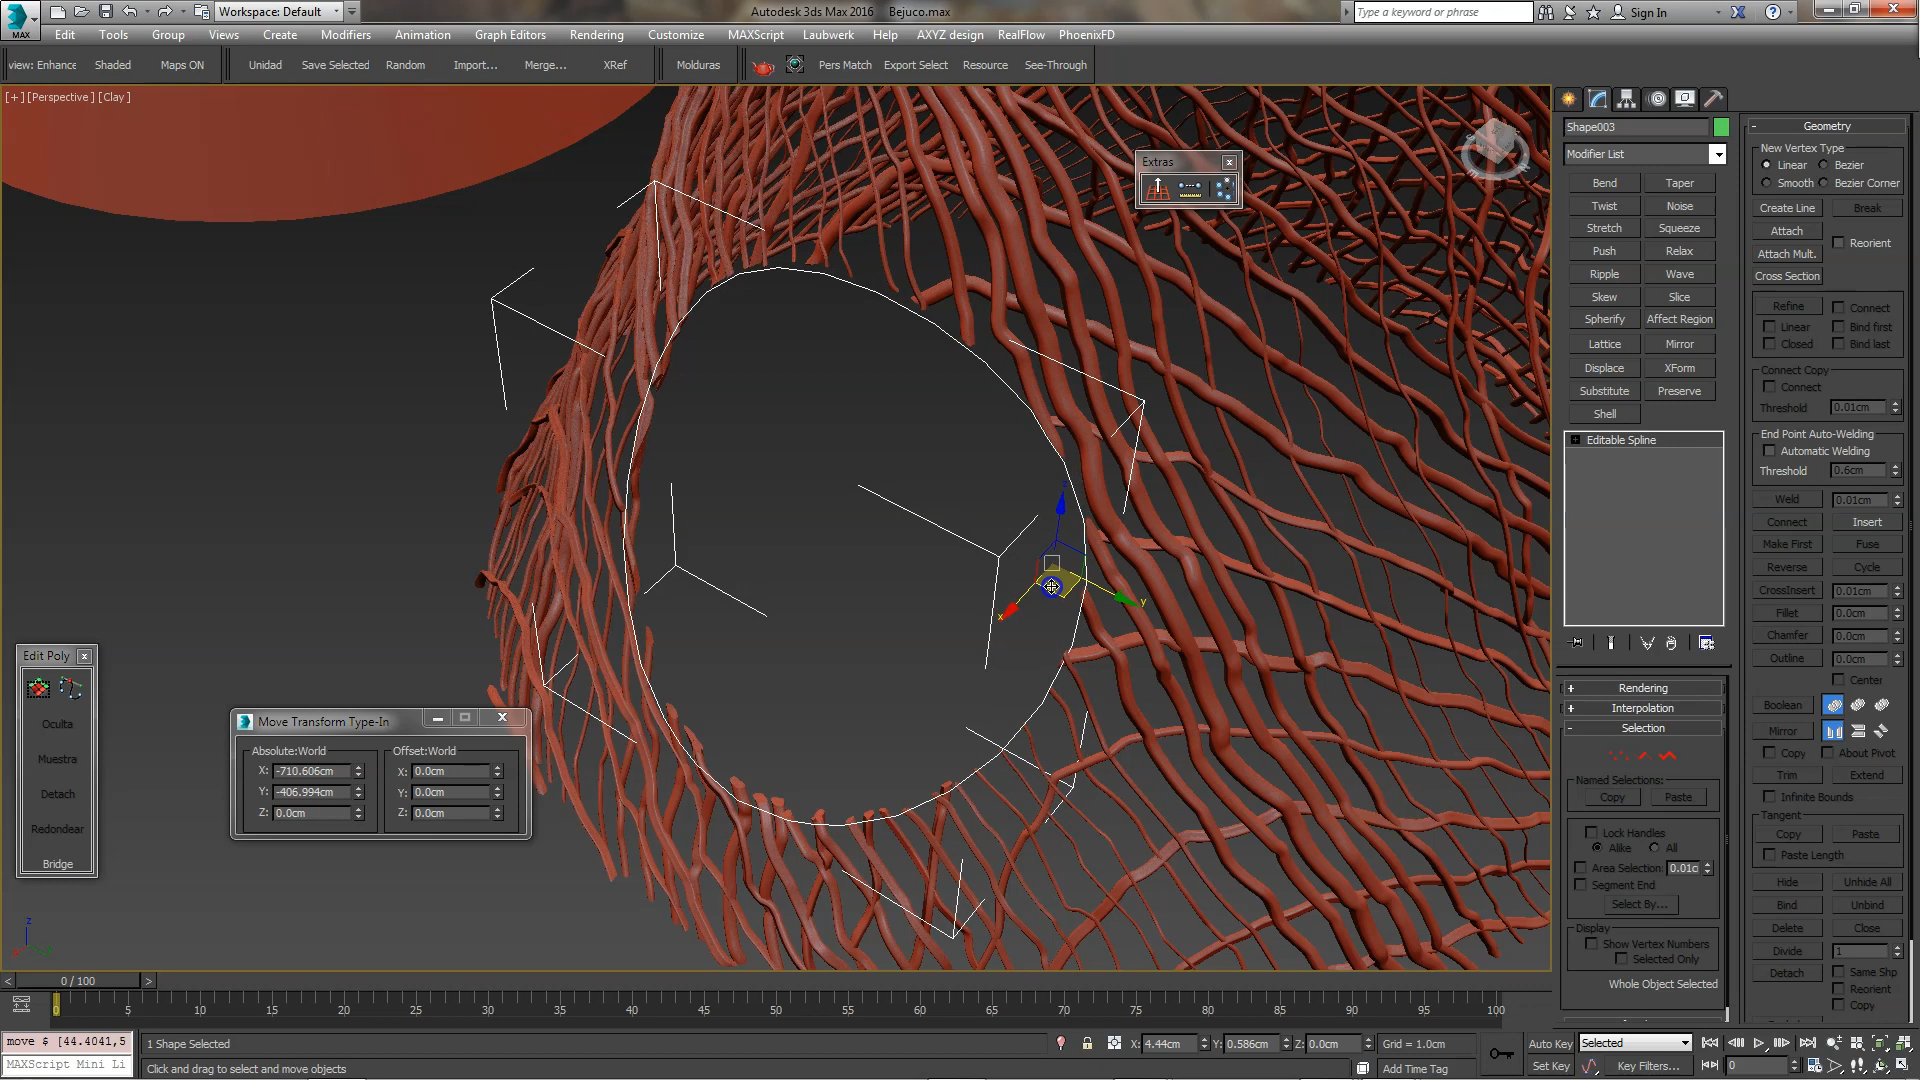 Workspace: Default
Autodesk 3ds Max 2016 Bejuco.max
Type a keyword or phrase
Sign In
MAX
Edit Tools Group Views Create Modifiers Animation Graph Editors Rendering Customize MAXScript Laubwerk Help AXYZ design RealFlow PhoenixFD
view: Enhance Shaded Maps ON Unidad Save Selected Random Import... Merge... XRef Molduras Pers Match Export Select Resource See-Through
[+] [Perspective] [Clay]
Extras
Edit Poly
Oculta
Muestra
Detach
Redondear
Bridge
Move Transform Type-In
Absolute:World
X: -710.606cm
Y: -406.994cm
Z: 0.0cm
Offset:World
X: 0.0cm
Y: 0.0cm
Z: 0.0cm
x
y
z
Shape003
Modifier List
Bend Taper
Twist Noise
Stretch Squeeze
Push Relax
Ripple Wave
Skew Slice
Spherify Affect Region
Lattice Mirror
Displace XForm
Substitute Preserve
Shell
Editable Spline
+ Rendering
+ Interpolation
- Selection
Named Selections:
Copy Paste
Lock Handles
Alike All
Area Selection: 0.01c
Segment End
Select By...
Display
Show Vertex Numbers
Selected Only
Whole Object Selected
- Geometry
New Vertex Type
Linear Bezier
Smooth Bezier Corner
Create Line Break
Attach
Reorient
Attach Mult.
Cross Section
Refine Connect
Linear Bind first
Closed Bind last
Connect Copy
Connect
Threshold 0.01cm
End Point Auto-Welding
Automatic Welding
Threshold 0.6cm
Weld 0.01cm
Connect Insert
Make First Fuse
Reverse Cycle
CrossInsert 0.01cm
Fillet 0.0cm
Chamfer 0.0cm
Outline 0.0cm
Center
Boolean
Mirror
Copy About Pivot
Trim Extend
Infinite Bounds
Tangent
Copy Paste
Paste Length
Hide Unhide All
Bind Unbind
Delete Close
Divide 1
Detach Same Shp
Reorient
Copy
< 0 / 100 >
0 5 10 15 20 25 30 35 40 45 50 55 60 65 70 75 80 85 90 95 100
move $ [44.4041,5
MAXScript Mini Li
1 Shape Selected
Click and drag to select and move objects
X: 4.44cm Y: 0.586cm Z: 0.0cm Grid = 1.0cm
Add Time Tag
Auto Key Selected
Set Key Key Filters... 0